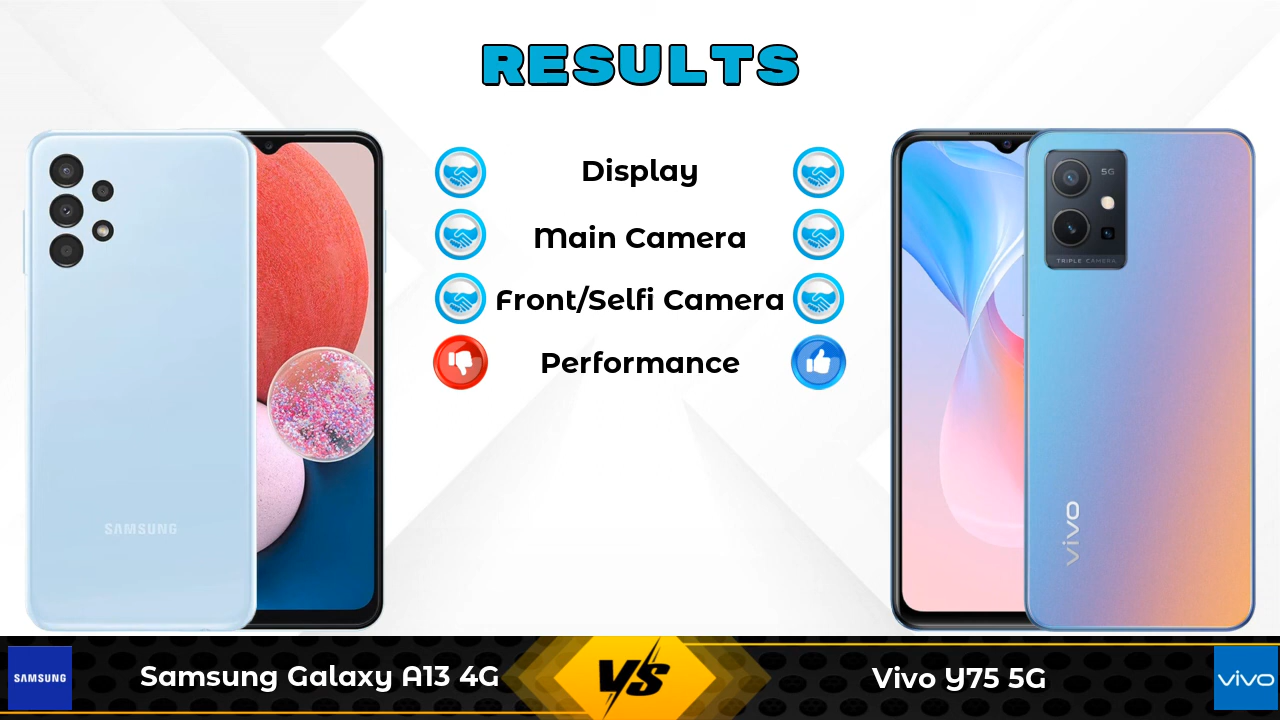 RESULTS
Display
Main Camera
Front/Selfi Camera
Performance
SAMSUNG
5G
TRIPLE CAMERA
vivo
SAMSUNG
Samsung Galaxy A13 4G
VS
Vivo Y75 5G
vivo